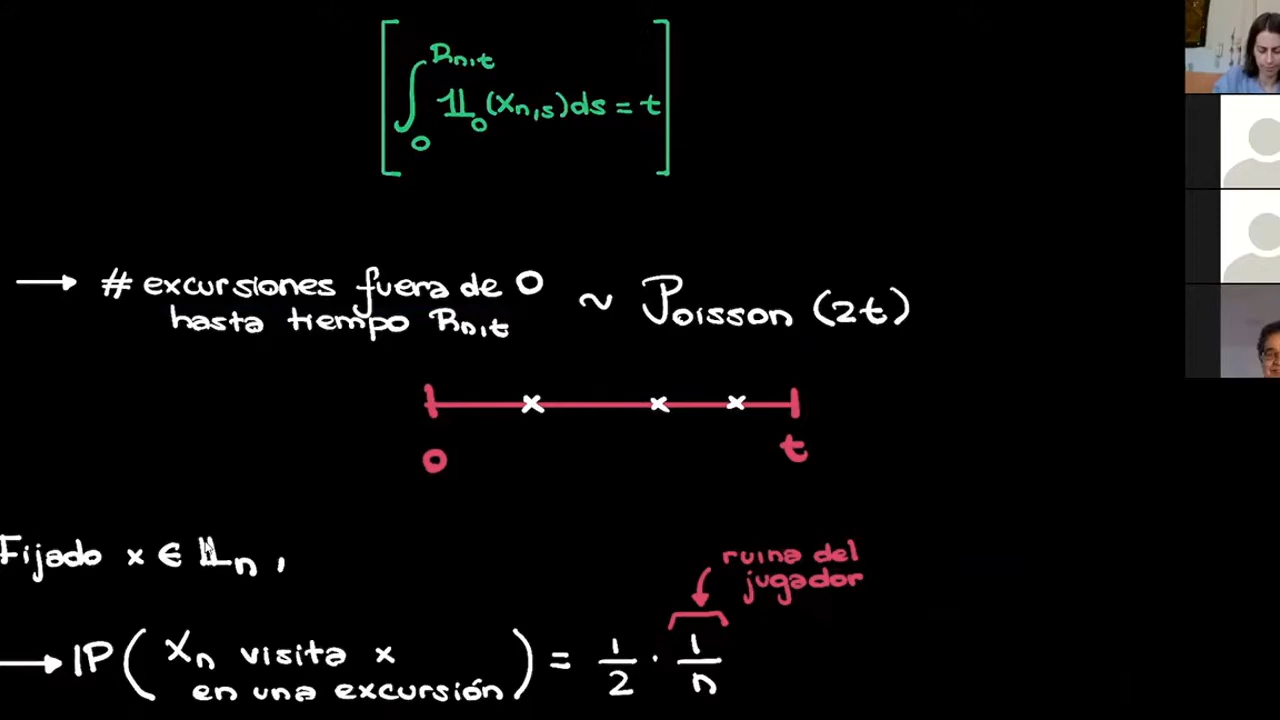 [∫₀^{R_{n,t}} 𝟙₀(X_{n,s})ds = t]
→ # excursiones fuera de 0
hasta tiempo R_{n,t} ~ Poisson (2t)
0 t
Fijado x ∈ 𝕃_n,
ruina del
jugador
→ ℙ( X_n visita x
en una excursión ) = 1/2 · 1/n